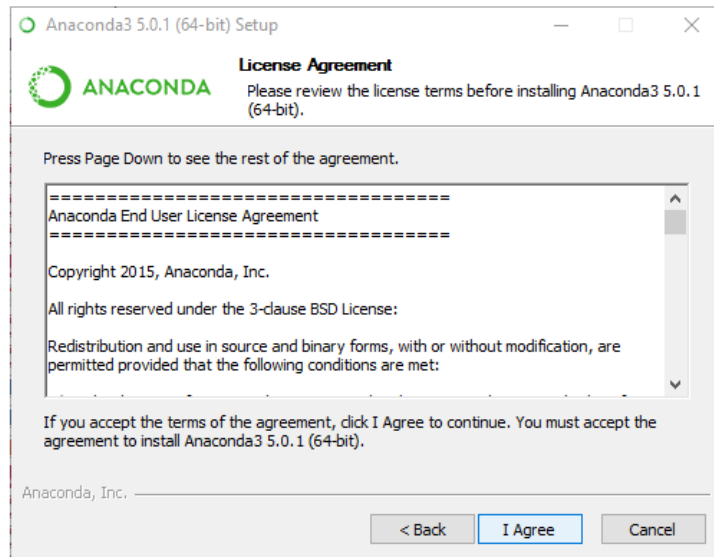 Anaconda3 5.0.1 (64-bit) Setup
ANACONDA
License Agreement
Please review the license terms before installing Anaconda3 5.0.1
(64-bit).
Press Page Down to see the rest of the agreement.
===================================
Anaconda End User License Agreement
===================================
Copyright 2015, Anaconda, Inc.
All rights reserved under the 3-clause BSD License:
Redistribution and use in source and binary forms, with or without modification, are
permitted provided that the following conditions are met:
If you accept the terms of the agreement, click I Agree to continue. You must accept the
agreement to install Anaconda3 5.0.1 (64-bit).
Anaconda, Inc.
< Back
I Agree
Cancel